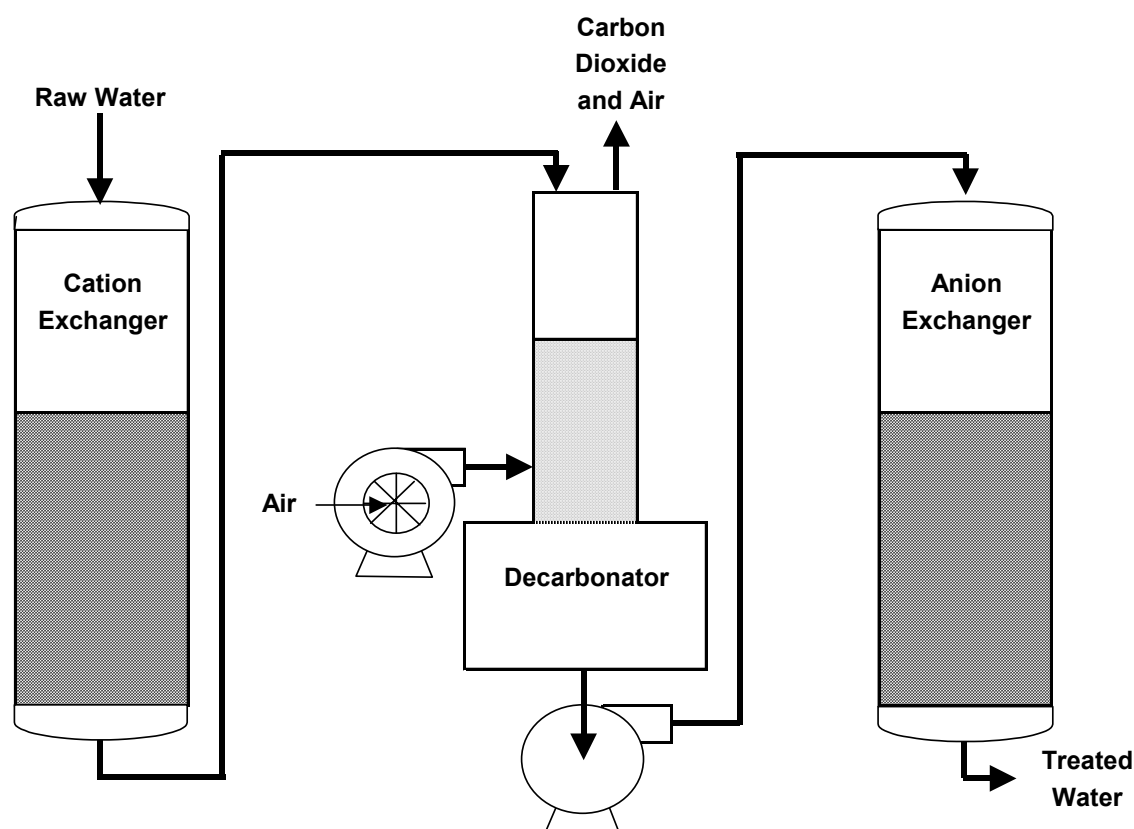 Carbon
Dioxide
and Air
Raw Water
Cation
Exchanger
Anion
Exchanger
Air
Decarbonator
Treated
Water